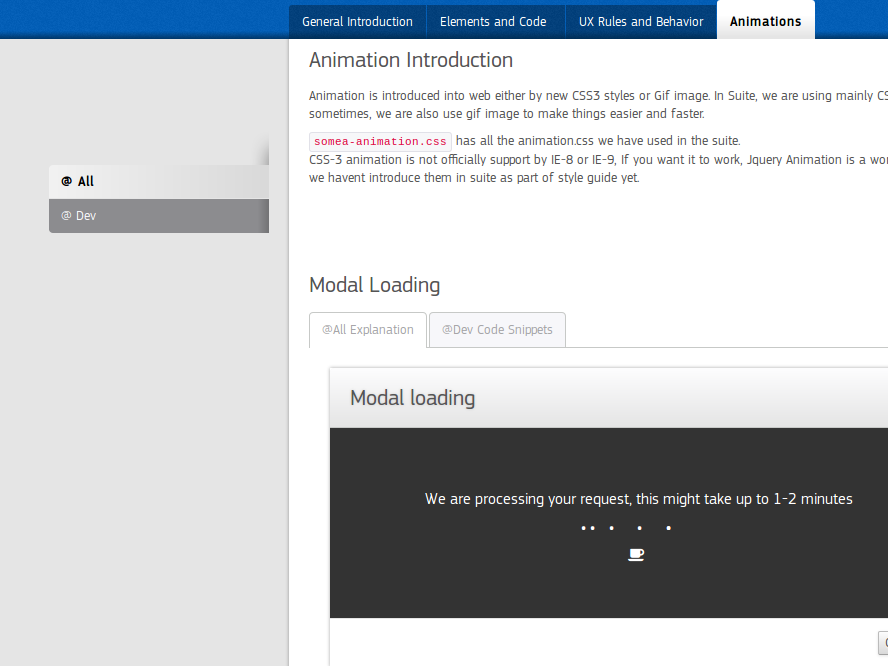 General Introduction
Elements and Code
UX Rules and Behavior
Animations
@ All
@ Dev
Animation Introduction
Animation is introduced into web either by new CSS3 styles or Gif image. In Suite, we are using mainly
sometimes, we are also use gif image to make things easier and faster.
somea-animation.css has all the animation.css we have used in the suite.
CSS-3 animation is not officially support by IE-8 or IE-9, If you want it to work, Jquery Animation is a
we havent introduce them in suite as part of style guide yet.
Modal Loading
@All Explanation
@Dev Code Snippets
Modal loading
We are processing your request, this might take up to 1-2 minutes